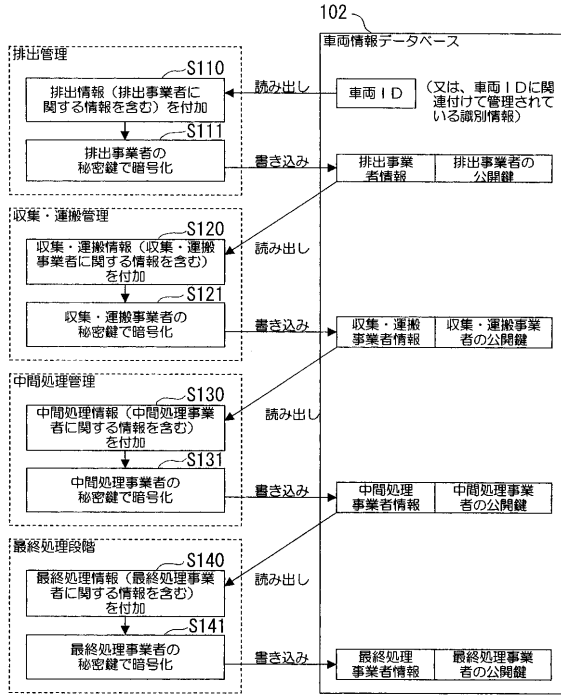 102
車両情報データベース
排出管理
S110
排出情報（排出事業者に
関する情報を含む）を付加
読み出し
車両ＩＤ
（又は、車両ＩＤに関
連付けて管理されて
いる識別情報）
S111
排出事業者の
秘密鍵で暗号化
書き込み
排出事業
者情報
排出事業者の
公開鍵
収集・運搬管理
S120
収集・運搬情報（収集・運搬
事業者に関する情報を含む）
を付加
読み出し
S121
収集・運搬事業者の
秘密鍵で暗号化
書き込み
収集・運搬
事業者情報
収集・運搬事業
者の公開鍵
中間処理管理
S130
中間処理情報（中間処理事業
者に関する情報を含む）
を付加
読み出し
S131
中間処理事業者の
秘密鍵で暗号化
書き込み
中間処理
事業者情報
中間処理事業
者の公開鍵
最終処理段階
S140
最終処理情報（最終処理事業
者に関する情報を含む）
を付加
読み出し
S141
最終処理事業者の
秘密鍵で暗号化
書き込み
最終処理
事業者情報
最終処理事業
者の公開鍵